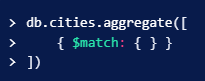 > db.cities.aggregate([
>     { $match: { } }
> ])